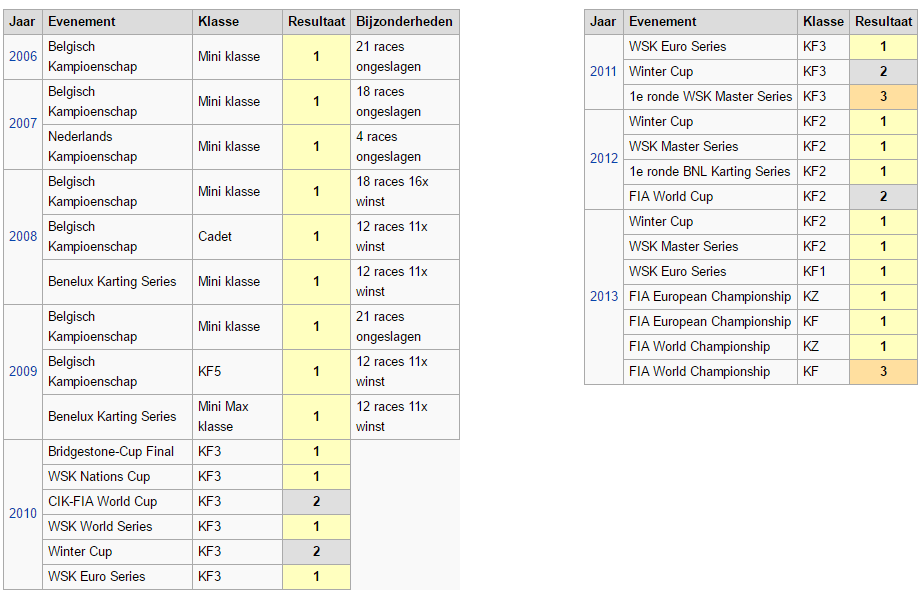 Jaar Evenement Klasse Resultaat Bijzonderheden
2006
Belgisch
Kampioenschap
Mini klasse
1
21 races
ongeslagen
2007
Belgisch
Kampioenschap
Mini klasse
1
18 races
ongeslagen
Nederlands
Kampioenschap
Mini klasse
1
4 races
ongeslagen
2008
Belgisch
Kampioenschap
Mini klasse
1
18 races 16x
winst
Belgisch
Kampioenschap
Cadet
1
12 races 11x
winst
Benelux Karting Series
Mini klasse
1
12 races 11x
winst
2009
Belgisch
Kampioenschap
Mini klasse
1
21 races
ongeslagen
Belgisch
Kampioenschap
KF5
1
12 races 11x
winst
Benelux Karting Series
Mini Max
klasse
1
12 races 11x
winst
2010
Bridgestone-Cup Final KF3 1
WSK Nations Cup KF3 1
CIK-FIA World Cup KF3 2
WSK World Series KF3 1
Winter Cup KF3 2
WSK Euro Series KF3 1
Jaar Evenement Klasse Resultaat
2011
WSK Euro Series KF3 1
Winter Cup KF3 2
1e ronde WSK Master Series KF3 3
2012
Winter Cup KF2 1
WSK Master Series KF2 1
1e ronde BNL Karting Series KF2 1
FIA World Cup KF2 2
2013
Winter Cup KF2 1
WSK Master Series KF2 1
WSK Euro Series KF1 1
FIA European Championship KZ 1
FIA European Championship KF 1
FIA World Championship KZ 1
FIA World Championship KF 3